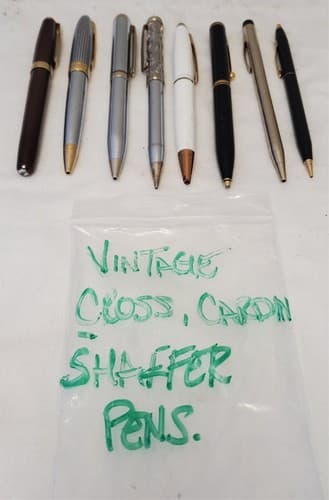 VINTAGE
CROSS, CARDIN
SHAFFER
PENS.